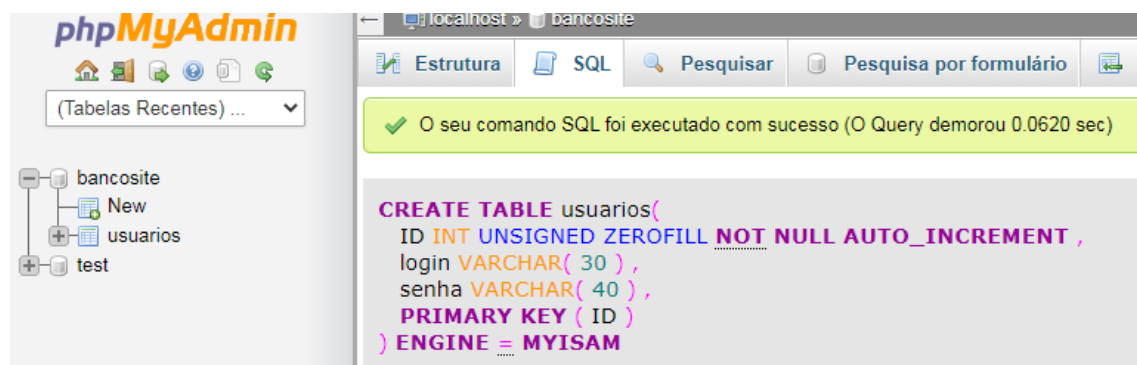 phpMyAdmin
localhost » bancosite
Estrutura SQL Pesquisar Pesquisa por formulário
(Tabelas Recentes) ...
O seu comando SQL foi executado com sucesso (O Query demorou 0.0620 sec)
bancosite
New
usuarios
test
CREATE TABLE usuarios(
ID INT UNSIGNED ZEROFILL NOT NULL AUTO_INCREMENT ,
login VARCHAR( 30 ) ,
senha VARCHAR( 40 ) ,
PRIMARY KEY ( ID )
) ENGINE = MYISAM